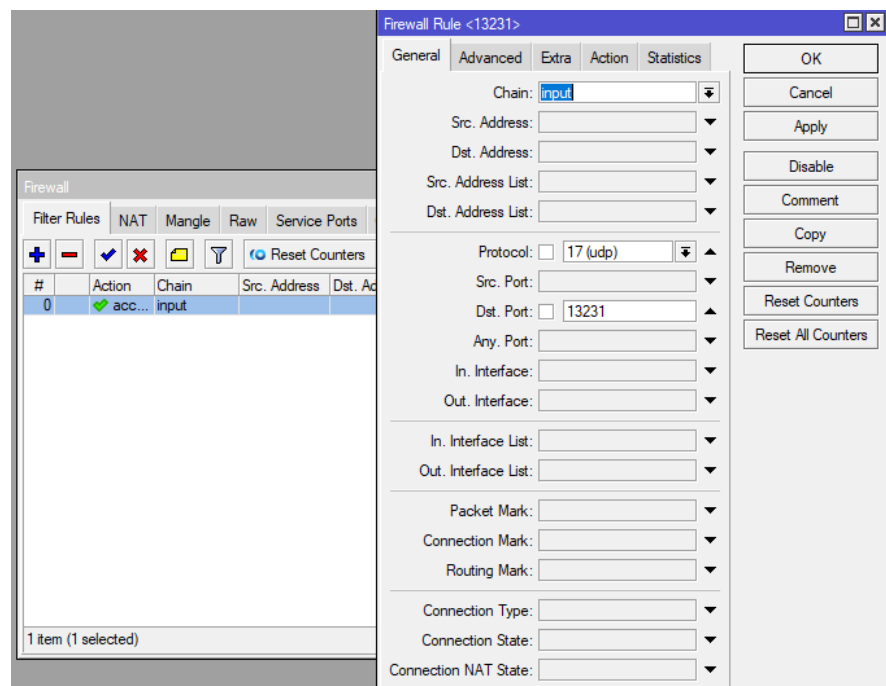 Firewall
Filter Rules NAT Mangle Raw Service Ports
Reset Counters
# Action Chain Src. Address Dst. Ad
0 acc... input
1 item (1 selected)
Firewall Rule <13231>
General Advanced Extra Action Statistics
Chain: input
Src. Address:
Dst. Address:
Src. Address List:
Dst. Address List:
Protocol: 17 (udp)
Src. Port:
Dst. Port: 13231
Any. Port:
In. Interface:
Out. Interface:
In. Interface List:
Out. Interface List:
Packet Mark:
Connection Mark:
Routing Mark:
Connection Type:
Connection State:
Connection NAT State:
OK
Cancel
Apply
Disable
Comment
Copy
Remove
Reset Counters
Reset All Counters